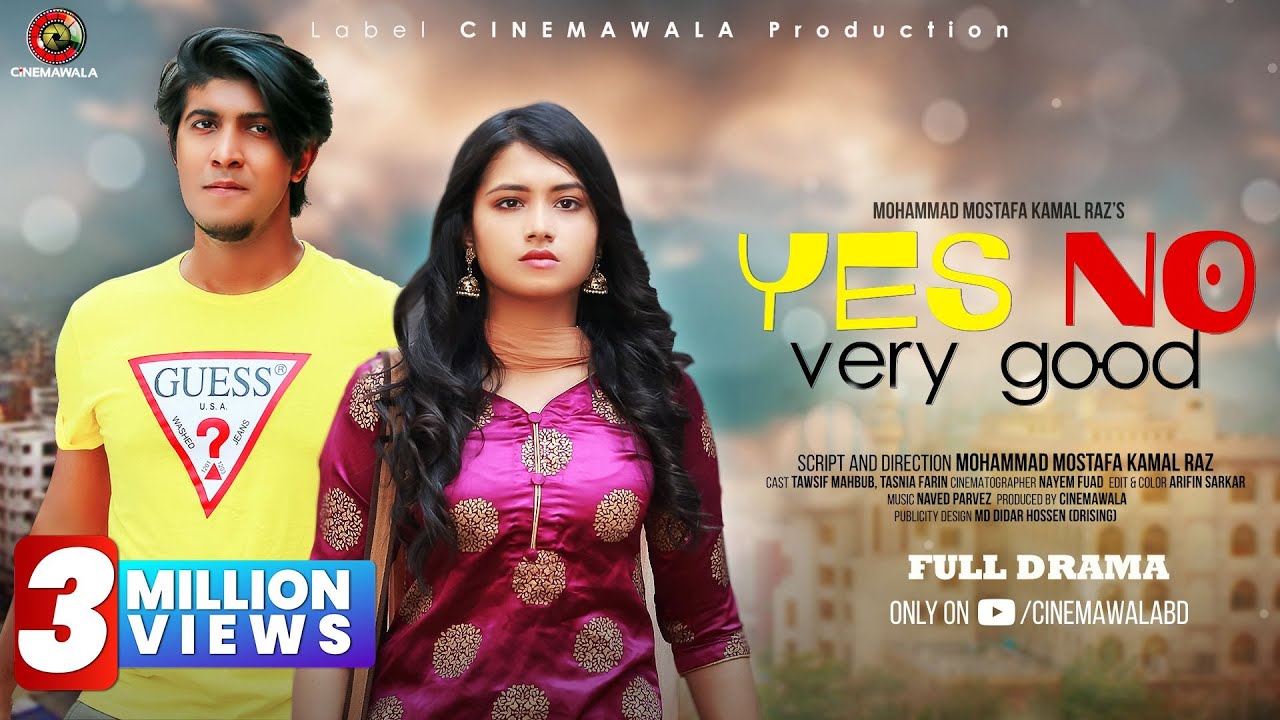 Label CINEMAWALA Production
CiNEMAWALA
MOHAMMAD MOSTAFA KAMAL RAZ'S
YES NO
very good
GUESS®
U.S.A.
WASHED ? JEANS
1201 1203
SCRIPT AND DIRECTION MOHAMMAD MOSTAFA KAMAL RAZ
CAST TAWSIF MAHBUB, TASNIA FARIN CINEMATOGRAPHER NAYEM FUAD EDIT & COLOR ARIFIN SARKAR
MUSIC NAVED PARVEZ PRODUCED BY CINEMAWALA
PUBLICITY DESIGN MD DIDAR HOSSEN (DRISING)
FULL DRAMA
ONLY ON /CINEMAWALABD
3 MILLION
VIEWS